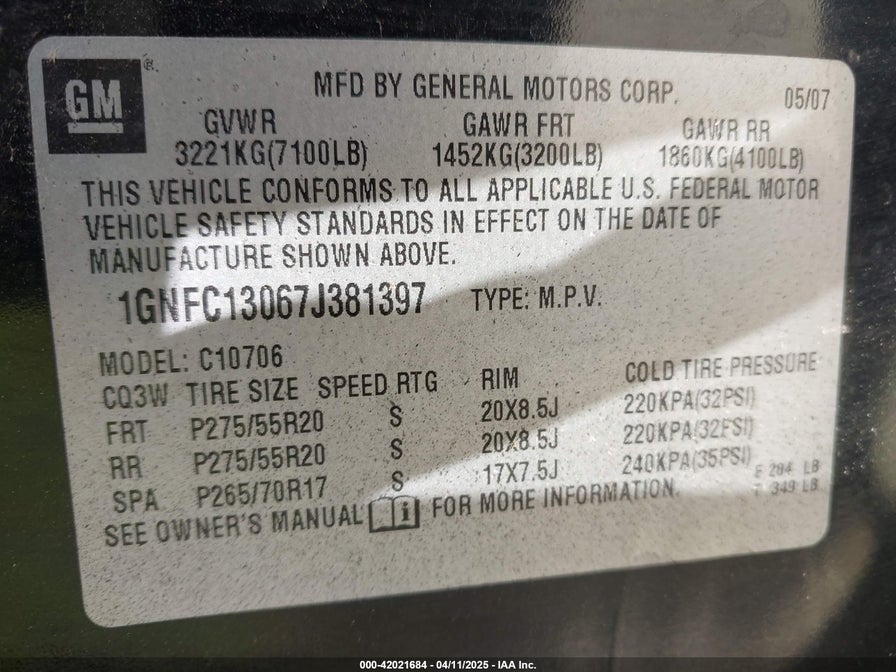 GM ®
MFD BY GENERAL MOTORS CORP.
05/07
GVWR GAWR FRT GAWR RR
3221KG(7100LB) 1452KG(3200LB) 1860KG(4100LB)
THIS VEHICLE CONFORMS TO ALL APPLICABLE U.S. FEDERAL MOTOR
VEHICLE SAFETY STANDARDS IN EFFECT ON THE DATE OF
MANUFACTURE SHOWN ABOVE.
1GNFC13067J381397 TYPE: M.P.V.
MODEL: C10706
CQ3W TIRE SIZE SPEED RTG RIM COLD TIRE PRESSURE
FRT P275/55R20 S 20X8.5J 220KPA(32PSI)
RR P275/55R20 S 20X8.5J 220KPA(32PSI)
SPA P265/70R17 S 17X7.5J 240KPA(35PSI)
LB
349 LB
SEE OWNER'S MANUAL i FOR MORE INFORMATION.
000-42021684 - 04/11/2025 - IAA Inc.